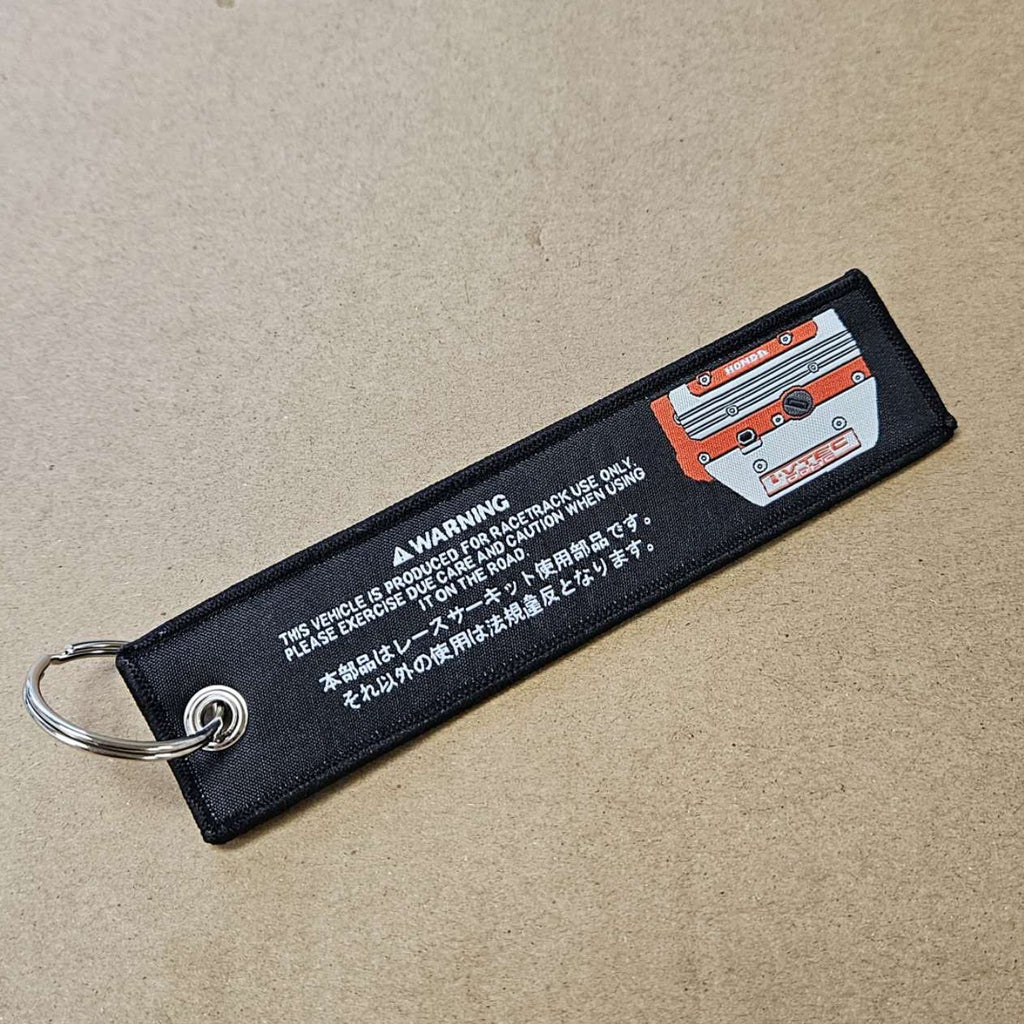 ⚠WARNING
THIS VEHICLE IS PRODUCED FOR RACETRACK USE ONLY.
PLEASE EXERCISE DUE CARE AND CAUTION WHEN USING
IT ON THE ROAD.
本部品はレースサーキット使用部品です。
それ以外の使用は法規違反となります。
HONDA
i-VTEC
DOHC